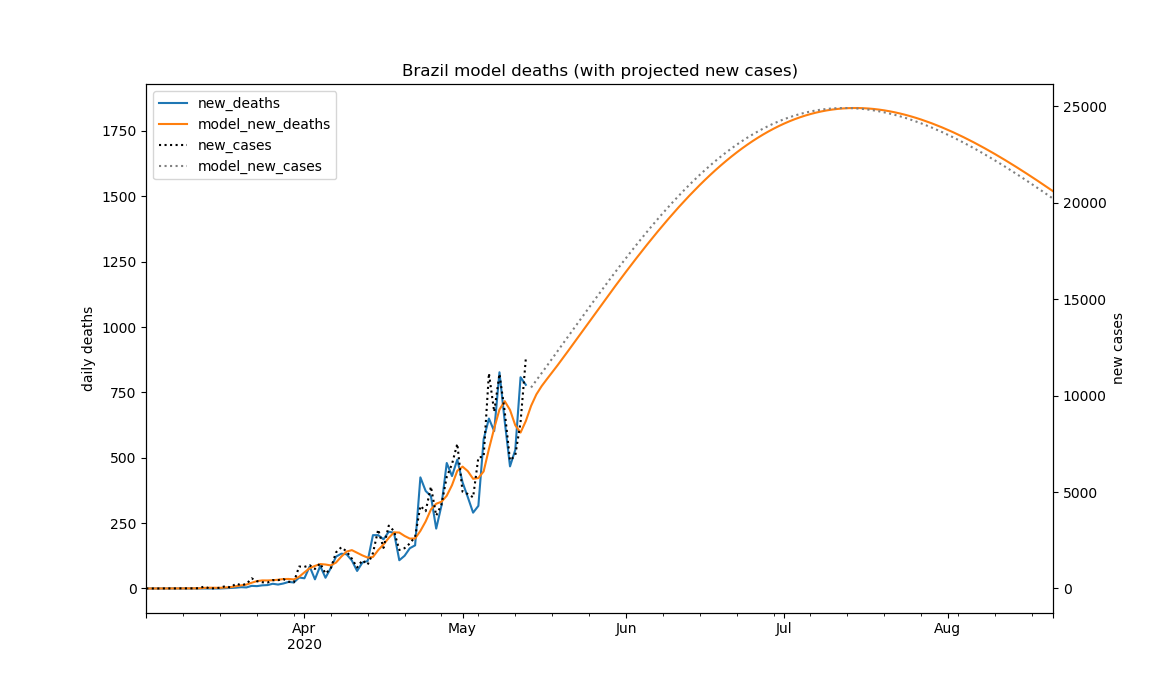 Brazil model deaths (with projected new cases)
new_deaths
model_new_deaths
new_cases
model_new_cases
daily deaths
1750
1500
1250
1000
750
500
250
0
25000
20000
15000
10000
5000
0
new cases
Apr
2020
May
Jun
Jul
Aug